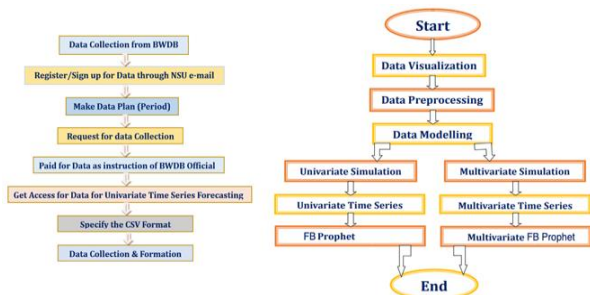 Data Collection from BWDB
Register/Sign up for Data through NSU e-mail
Make Data Plan (Period)
Request for data Collection
Paid for Data as instruction of BWDB Official
Get Access for Data for Univariate Time Series Forecasting
Specify the CSV Format
Data Collection & Formation
Start
Data Visualization
Data Preprocessing
Data Modelling
Univariate Simulation
Multivariate Simulation
Univariate Time Series
Multivariate Time Series
FB Prophet
Multivariate FB Prophet
End